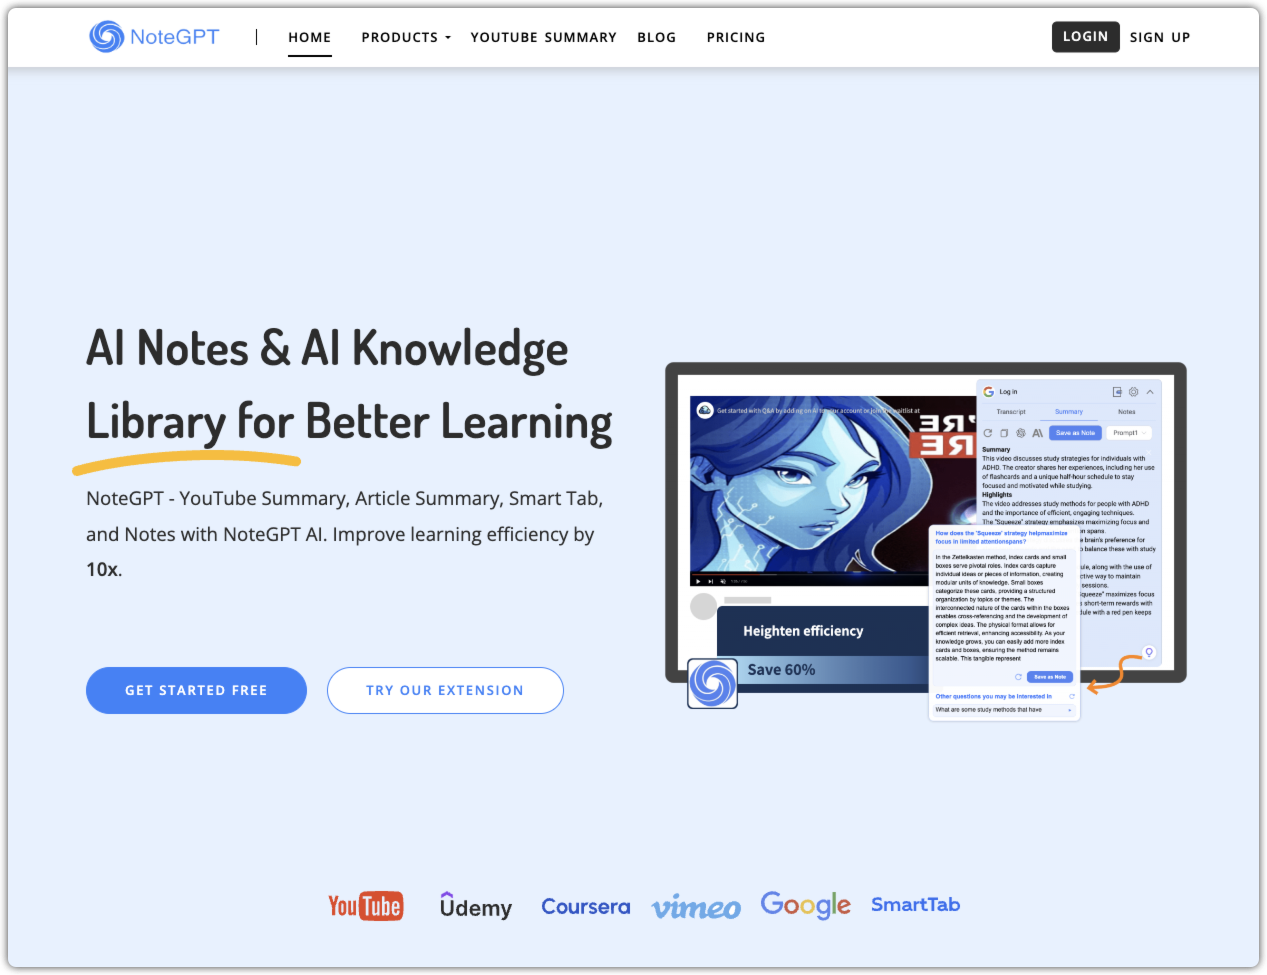 NoteGPT
HOME PRODUCTS YOUTUBE SUMMARY BLOG PRICING
LOGIN SIGN UP
AI Notes & AI Knowledge
Library for Better Learning
NoteGPT - YouTube Summary, Article Summary, Smart Tab,
and Notes with NoteGPT AI. Improve learning efficiency by
10x.
GET STARTED FREE TRY OUR EXTENSION
Get started with Q&A by adding an AI to your account or join the waitlist at
Log in
Transcript Summary Notes
Save as Note Prompt1
Summary
This video discusses study strategies for individuals with
ADHD. The creator shares her experiences, including her use
of flashcards and a unique half-hour schedule to stay
focused and motivated while studying.
Highlights
The video addresses study methods for people with ADHD
and the importance of efficient, engaging techniques.
The "Squeeze" strategy emphasizes maximizing focus and
n spans.
e brain's preference for
o balance these with study
ule, along with the use of
ctive way to maintain
sessions.
squeeze" maximizes focus
s short-term rewards with
dule with a red pen keeps
How does the 'Squeeze' strategy helpmaximize
focus in limited attentionspans?
In the Zettelkasten method, index cards and small
boxes serve pivotal roles. Index cards capture
individual ideas or pieces of information, creating
modular units of knowledge. Small boxes
categorize these cards, providing a structured
organization by topics or themes. The
interconnected nature of the cards within the boxes
enables cross-referencing and the development of
complex ideas. The physical format allows for
efficient retrieval, enhancing accessibility. As your
knowledge grows, you can easily add more index
cards and boxes, ensuring the method remains
scalable. This tangible represent
Save as Note
Other questions you may be interested in
What are some study methods that have
Heighten efficiency
Save 60%
YouTube Udemy Coursera vimeo Google SmartTab